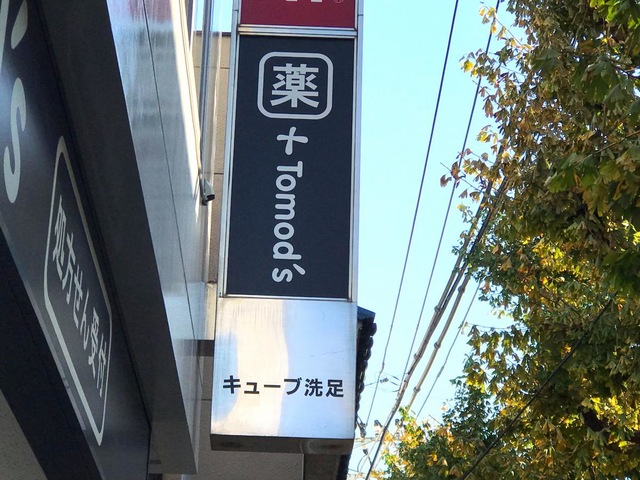 薬
+ Tomod's
キューブ洗足
's
処方せん受付